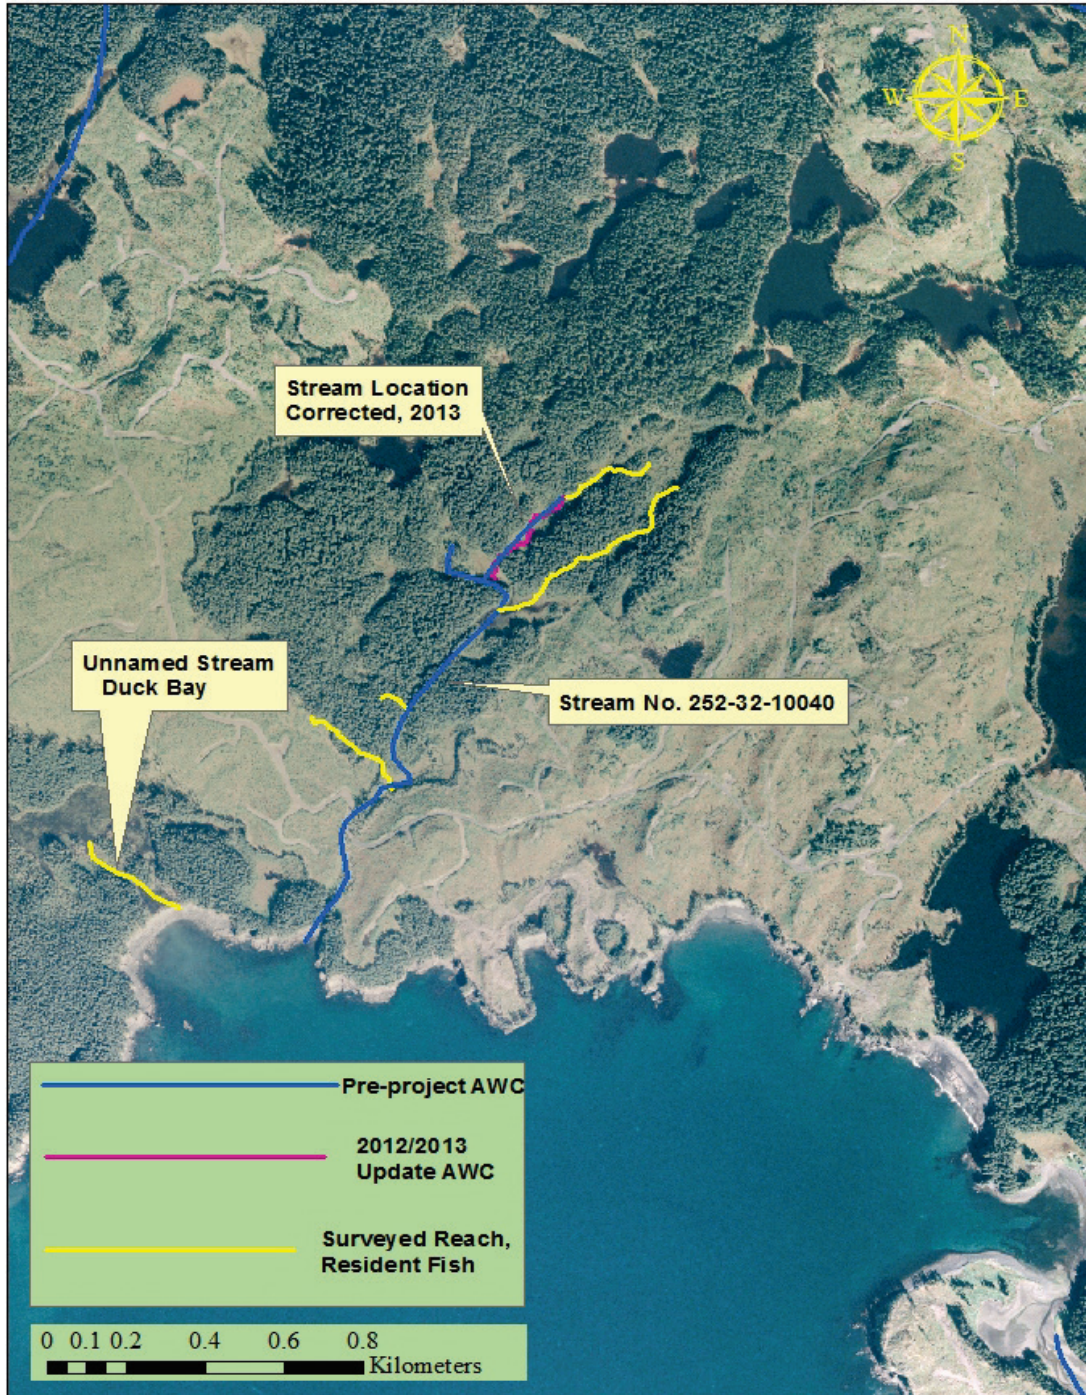 N
W E
S
Stream Location
Corrected, 2013
Unnamed Stream
Duck Bay
Stream No. 252-32-10040
Pre-project AWC
2012/2013
Update AWC
Surveyed Reach,
Resident Fish
0 0.1 0.2 0.4 0.6 0.8
Kilometers